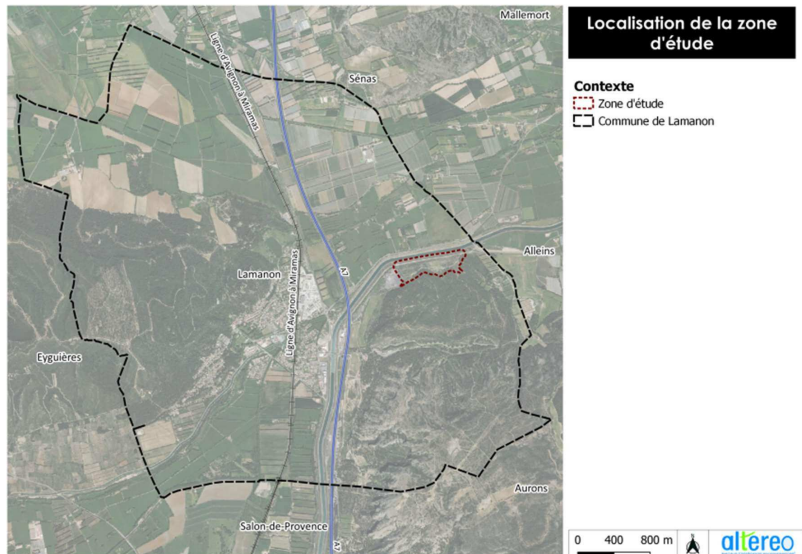 Mallemort
Localisation de la zone
d'étude
Ligne d'Avignon à Miramas
Sénas
Contexte
Zone d'étude
Commune de Lamanon
Alleins
A7
Lamanon
Ligne d'Avignon à Miramas
Eyguières
Aurons
Salon-de-Provence
A7
0 400 800 m
altereo